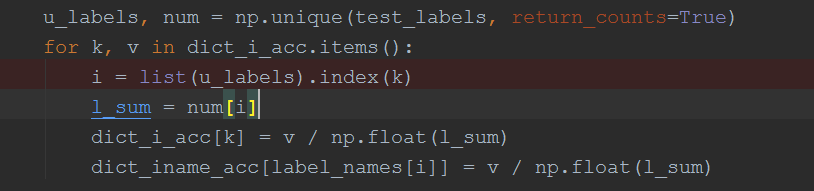 u_labels, num = np.unique(test_labels, return_counts=True)
for k, v in dict_i_acc.items():
    i = list(u_labels).index(k)
    l_sum = num[i]
    dict_i_acc[k] = v / np.float(l_sum)
    dict_iname_acc[label_names[i]] = v / np.float(l_sum)